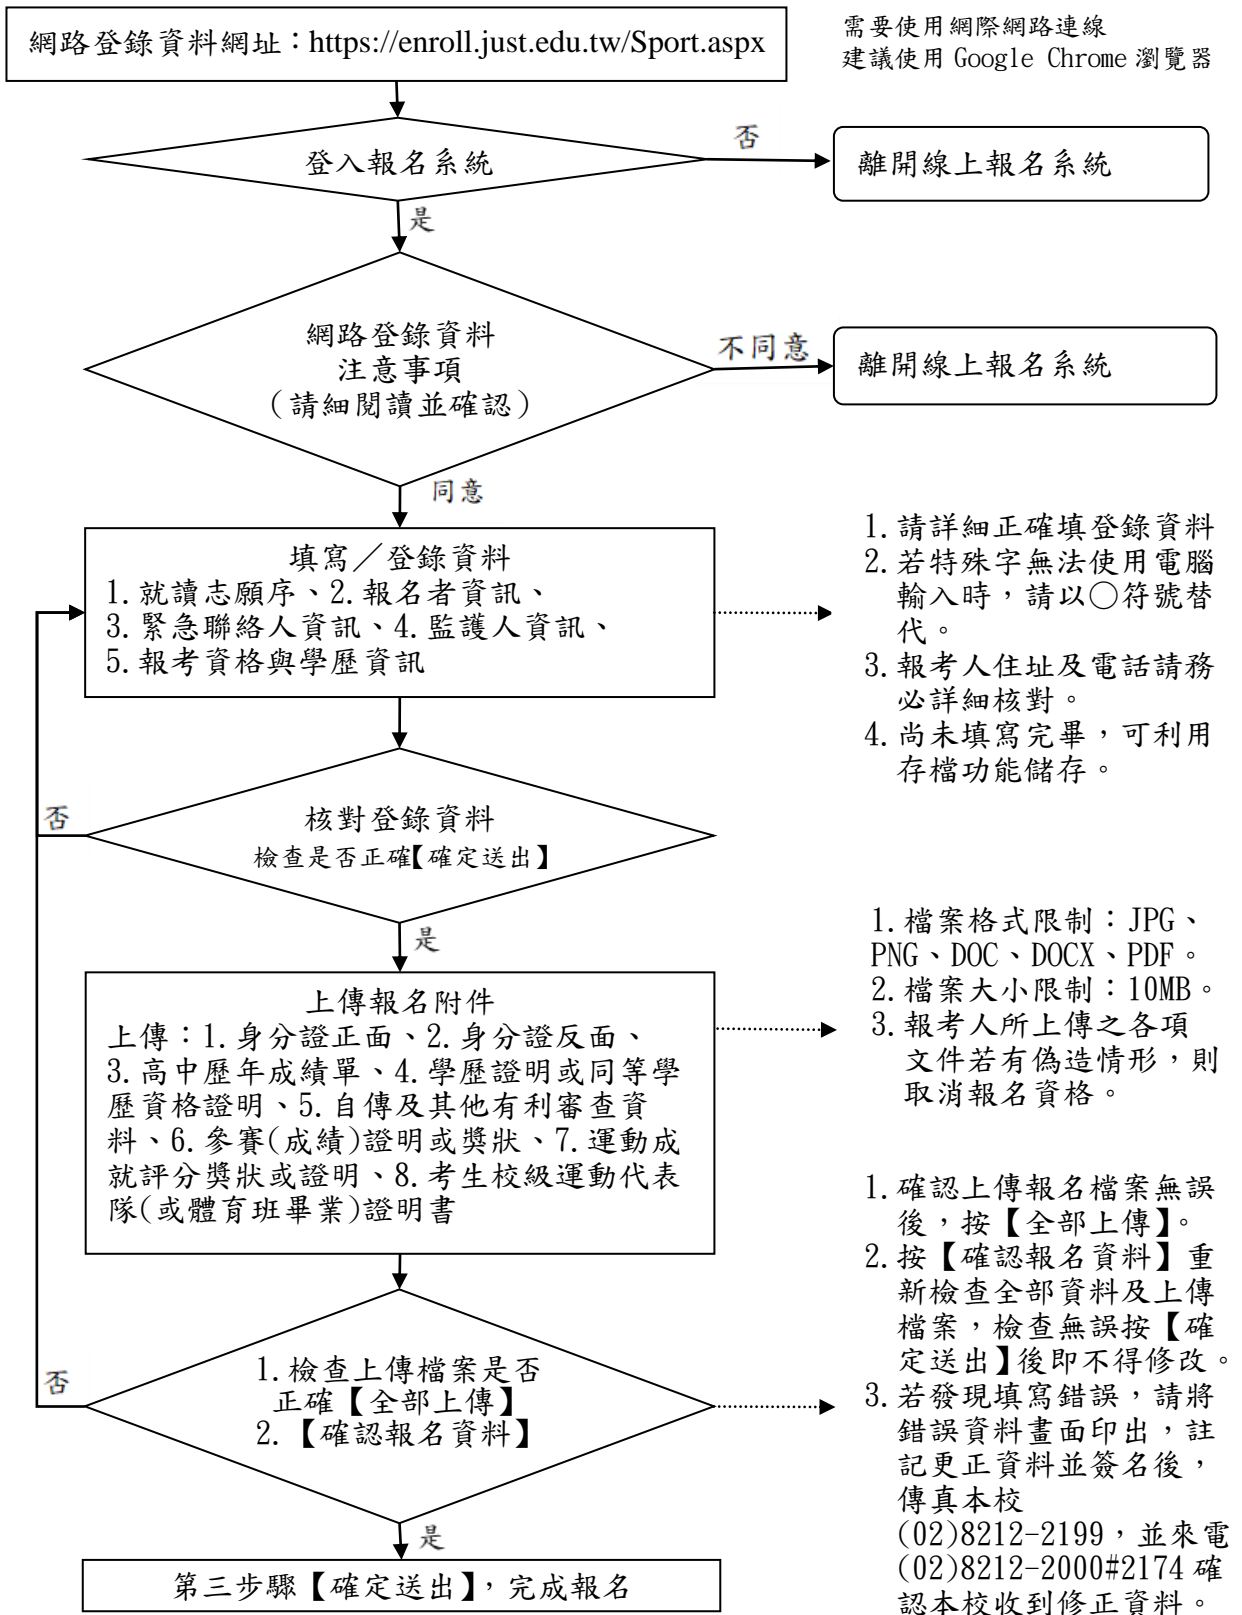 網路登錄資料網址：https://enroll.just.edu.tw/Sport.aspx
需要使用網際網路連線
建議使用 Google Chrome 瀏覽器
登入報名系統
否
離開線上報名系統
是
網路登錄資料
注意事項
（請細閱讀並確認）
不同意
離開線上報名系統
同意
填寫／登錄資料
1.就讀志願序、2.報名者資訊、
3.緊急聯絡人資訊、4.監護人資訊、
5.報考資格與學歷資訊
1.請詳細正確填登錄資料
2.若特殊字無法使用電腦
輸入時，請以○符號替
代。
3.報考人住址及電話請務
必詳細核對。
4.尚未填寫完畢，可利用
存檔功能儲存。
否
核對登錄資料
檢查是否正確【確定送出】
是
上傳報名附件
上傳：1.身分證正面、2.身分證反面、
3.高中歷年成績單、4.學歷證明或同等學
歷資格證明、5.自傳及其他有利審查資
料、6.參賽(成績)證明或獎狀、7.運動成
就評分獎狀或證明、8.考生校級運動代表
隊(或體育班畢業)證明書
1.檔案格式限制：JPG、
PNG、DOC、DOCX、PDF。
2.檔案大小限制：10MB。
3.報考人所上傳之各項
文件若有偽造情形，則
取消報名資格。
否
1.檢查上傳檔案是否
正確【全部上傳】
2.【確認報名資料】
1.確認上傳報名檔案無誤
後，按【全部上傳】。
2.按【確認報名資料】重
新檢查全部資料及上傳
檔案，檢查無誤按【確
定送出】後即不得修改。
3.若發現填寫錯誤，請將
錯誤資料畫面印出，註
記更正資料並簽名後，
傳真本校
(02)8212-2199，並來電
(02)8212-2000#2174 確
認本校收到修正資料。
是
第三步驟【確定送出】，完成報名